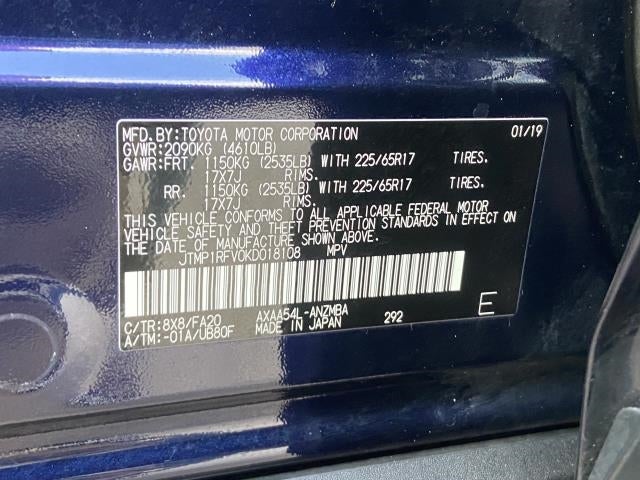 MFD.BY:TOYOTA MOTOR CORPORATION 01/19
GVWR:2090KG (4610LB)
GAWR:FRT. 1150KG (2535LB) WITH 225/65R17 TIRES.
17X7J RIMS.
RR. 1150KG (2535LB) WITH 225/65R17 TIRES.
17X7J RIMS.
THIS VEHICLE CONFORMS TO ALL APPLICABLE FEDERAL MOTOR
VEHICLE SAFETY AND THEFT PREVENTION STANDARDS IN EFFECT ON
THE DATE OF MANUFACTURE SHOWN ABOVE.
JTMP1RFV0KD018108 MPV
C/TR:8X8/FA20 AXAA54L-ANZMBA 292 E
A/TM:-01A/UB80F MADE IN JAPAN